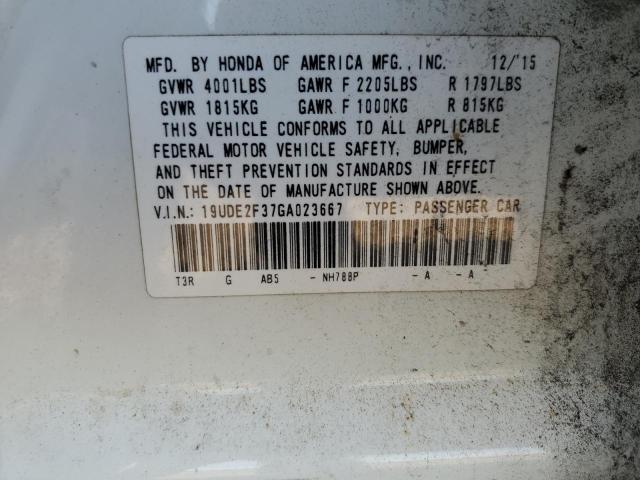 MFD. BY HONDA OF AMERICA MFG., INC. 12/'15
GVWR 4001LBS GAWR F 2205LBS R 1797LBS
GVWR 1815KG GAWR F 1000KG R 815KG
THIS VEHICLE CONFORMS TO ALL APPLICABLE
FEDERAL MOTOR VEHICLE SAFETY, BUMPER,
AND THEFT PREVENTION STANDARDS IN EFFECT
ON THE DATE OF MANUFACTURE SHOWN ABOVE.
V.I.N.: 19UDE2F37GA023667 TYPE: PASSENGER CAR
T3R G AB5 - NH788P - A - A -